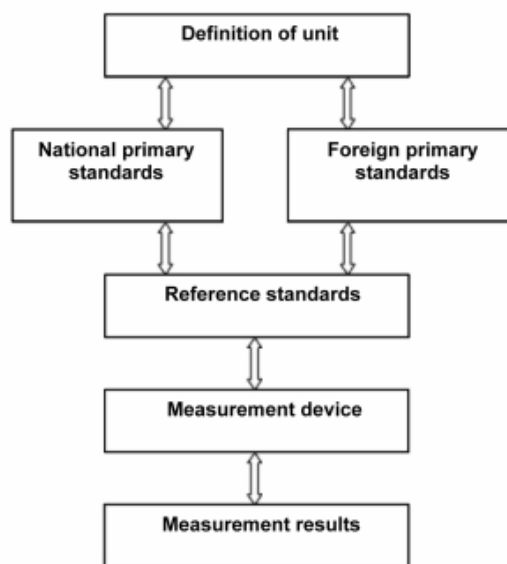 Definition of unit
National primary
standards
Foreign primary
standards
Reference standards
Measurement device
Measurement results